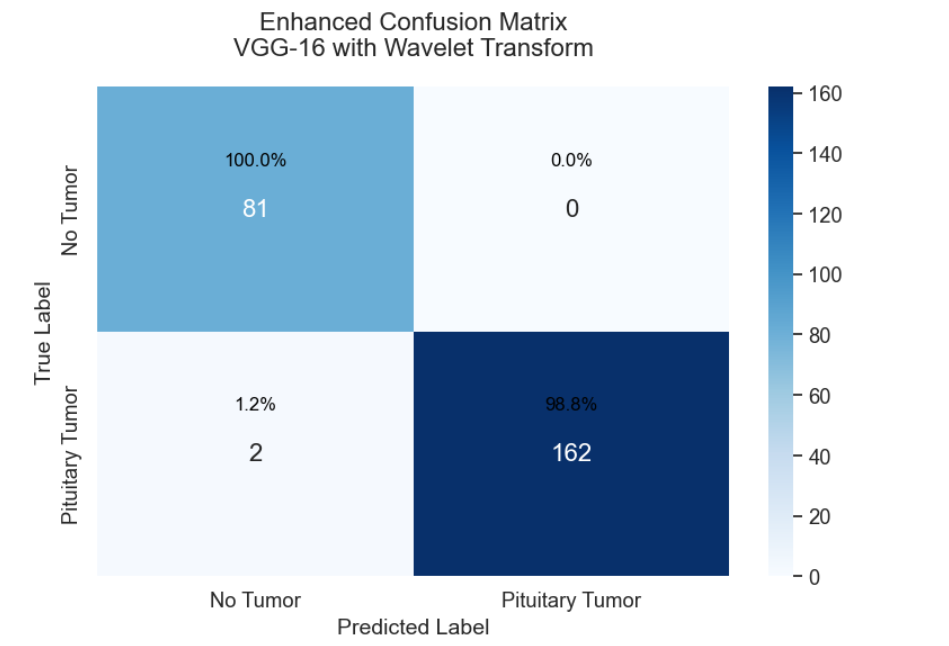 Enhanced Confusion Matrix
VGG-16 with Wavelet Transform
True Label
No Tumor
Pituitary Tumor
100.0%
81
0.0%
0
1.2%
2
98.8%
162
No Tumor
Pituitary Tumor
Predicted Label
160
140
120
100
80
60
40
20
0